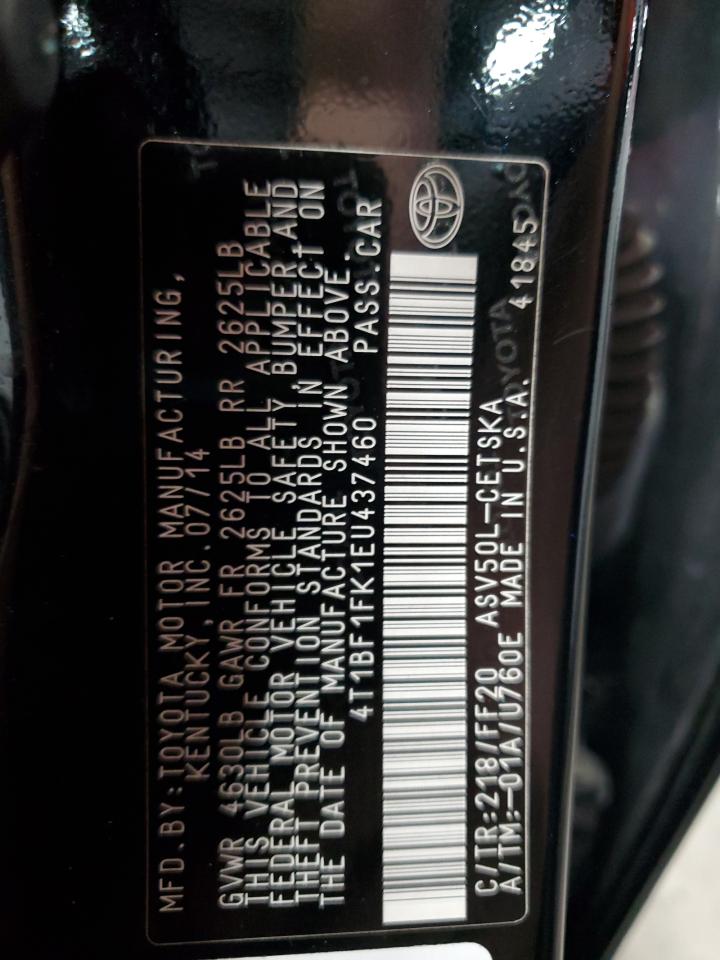 MFD.BY:TOYOTA MOTOR MANUFACTURING,
KENTUCKY, INC. 07/14
GVWR 4630LB GAWR FR 2625LB RR 2625LB
THIS VEHICLE CONFORMS TO ALL APPLICABLE
FEDERAL MOTOR VEHICLE SAFETY, BUMPER, AND
THEFT PREVENTION STANDARDS IN EFFECT ON
THE DATE OF MANUFACTURE SHOWN ABOVE.
4T1BF1FK1EU437460 PASS.CAR
C/TR:218/FF20 ASV50L-CETSKA
A/TM:-01A/U760E MADE IN U.S.A. 41845
TOYOTA